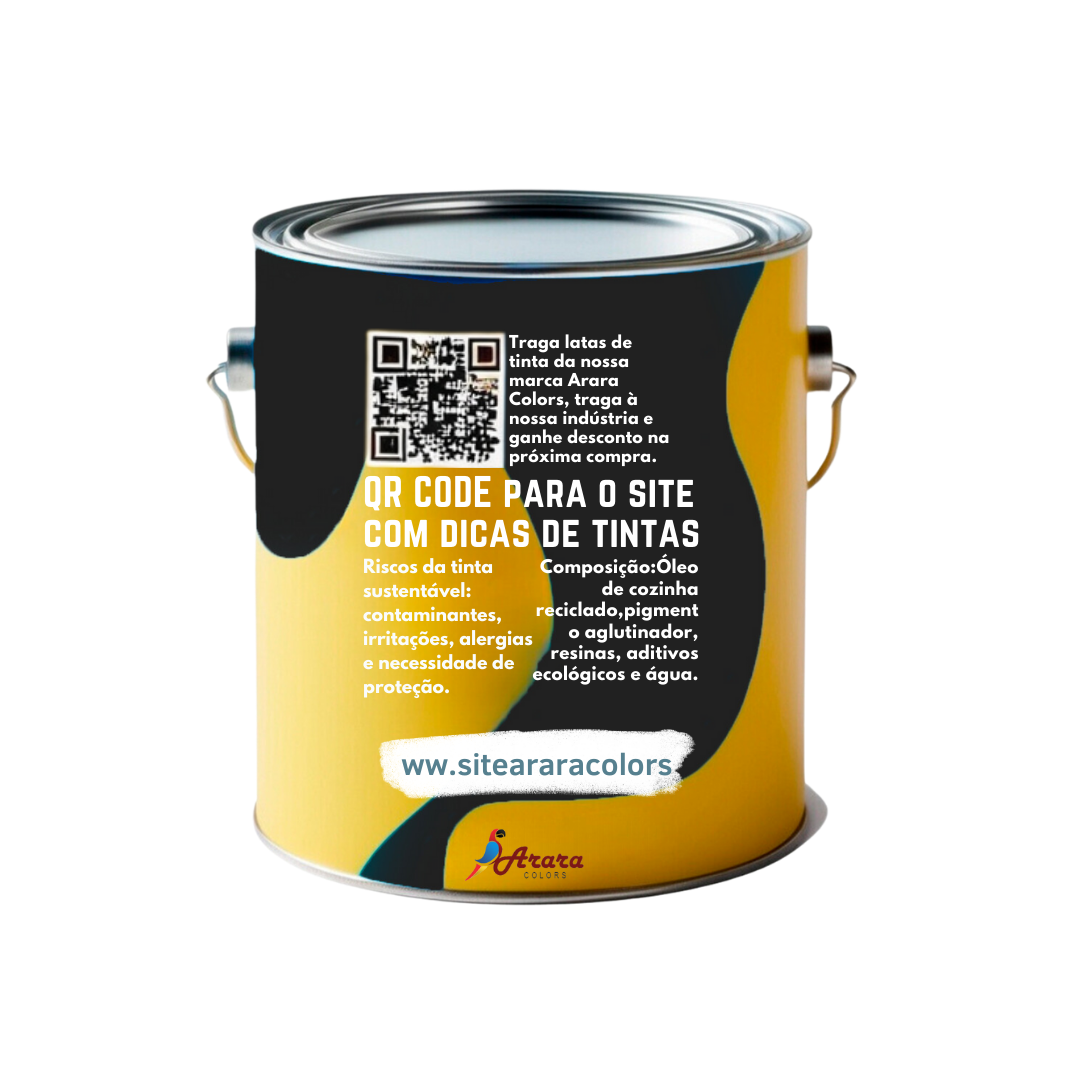 Traga latas de
tinta da nossa
marca Arara
Colors, traga à
nossa indústria e
ganhe desconto na
próxima compra.
QR CODE PARA O SITE
COM DICAS DE TINTAS
Riscos da tinta
sustentável:
contaminantes,
irritações, alergias
e necessidade de
proteção.
Composição:Óleo
de cozinha
reciclado,pigment
o aglutinador,
resinas, aditivos
ecológicos e água.
ww.siteararacolors
Arara
COLORS